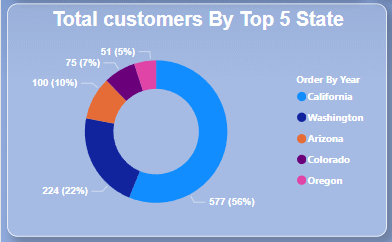 Total customers By Top 5 State
51 (5%)
75 (7%)
100 (10%)
224 (22%)
577 (56%)
Order By Year
California
Washington
Arizona
Colorado
Oregon